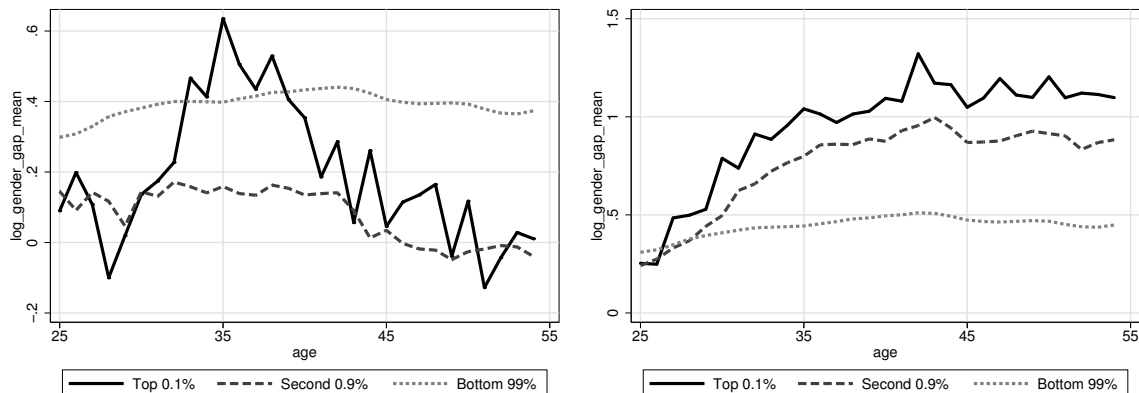 log_gender_gap_mean
.6
.4
.2
0
-.2
25
35
45
55
age
Top 0.1%
Second 0.9%
Bottom 99%
log_gender_gap_mean
1.5
1
.5
0
25
35
45
55
age
Top 0.1%
Second 0.9%
Bottom 99%